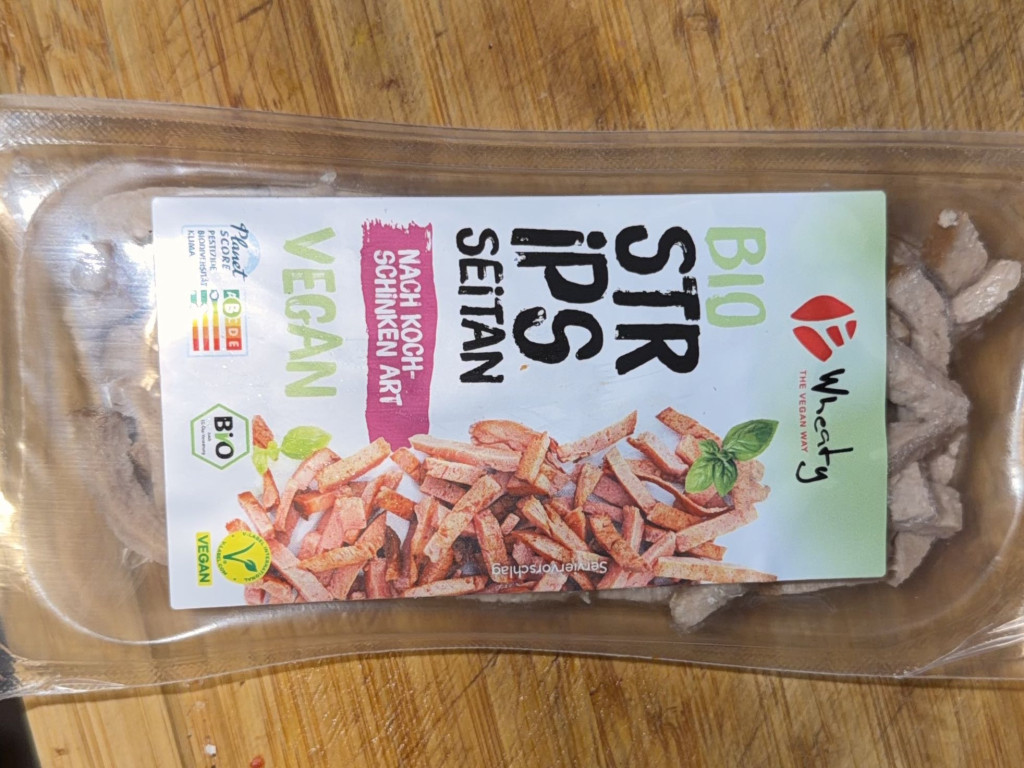 Wheaty
THE VEGAN WAY
BIO
STR
iPS
SEiTAN
NACH KOCH-
SCHiNKEN ART
VEGAN
Serviervorschlag
Planet
SCORE
PESTIZIDE
BIODIVERSITÄT
KLIMA
A B C D E
Bio
VEGAN